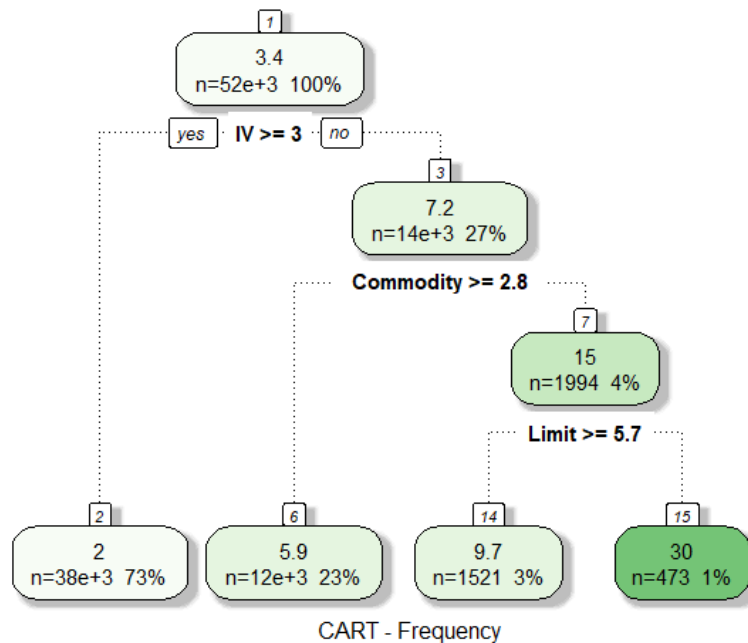 1
3.4
n=52e+3 100%
yes IV >= 3 no
3
7.2
n=14e+3 27%
Commodity >= 2.8
7
15
n=1994 4%
Limit >= 5.7
2 6 14 15
2 5.9 9.7 30
n=38e+3 73% n=12e+3 23% n=1521 3% n=473 1%
CART - Frequency